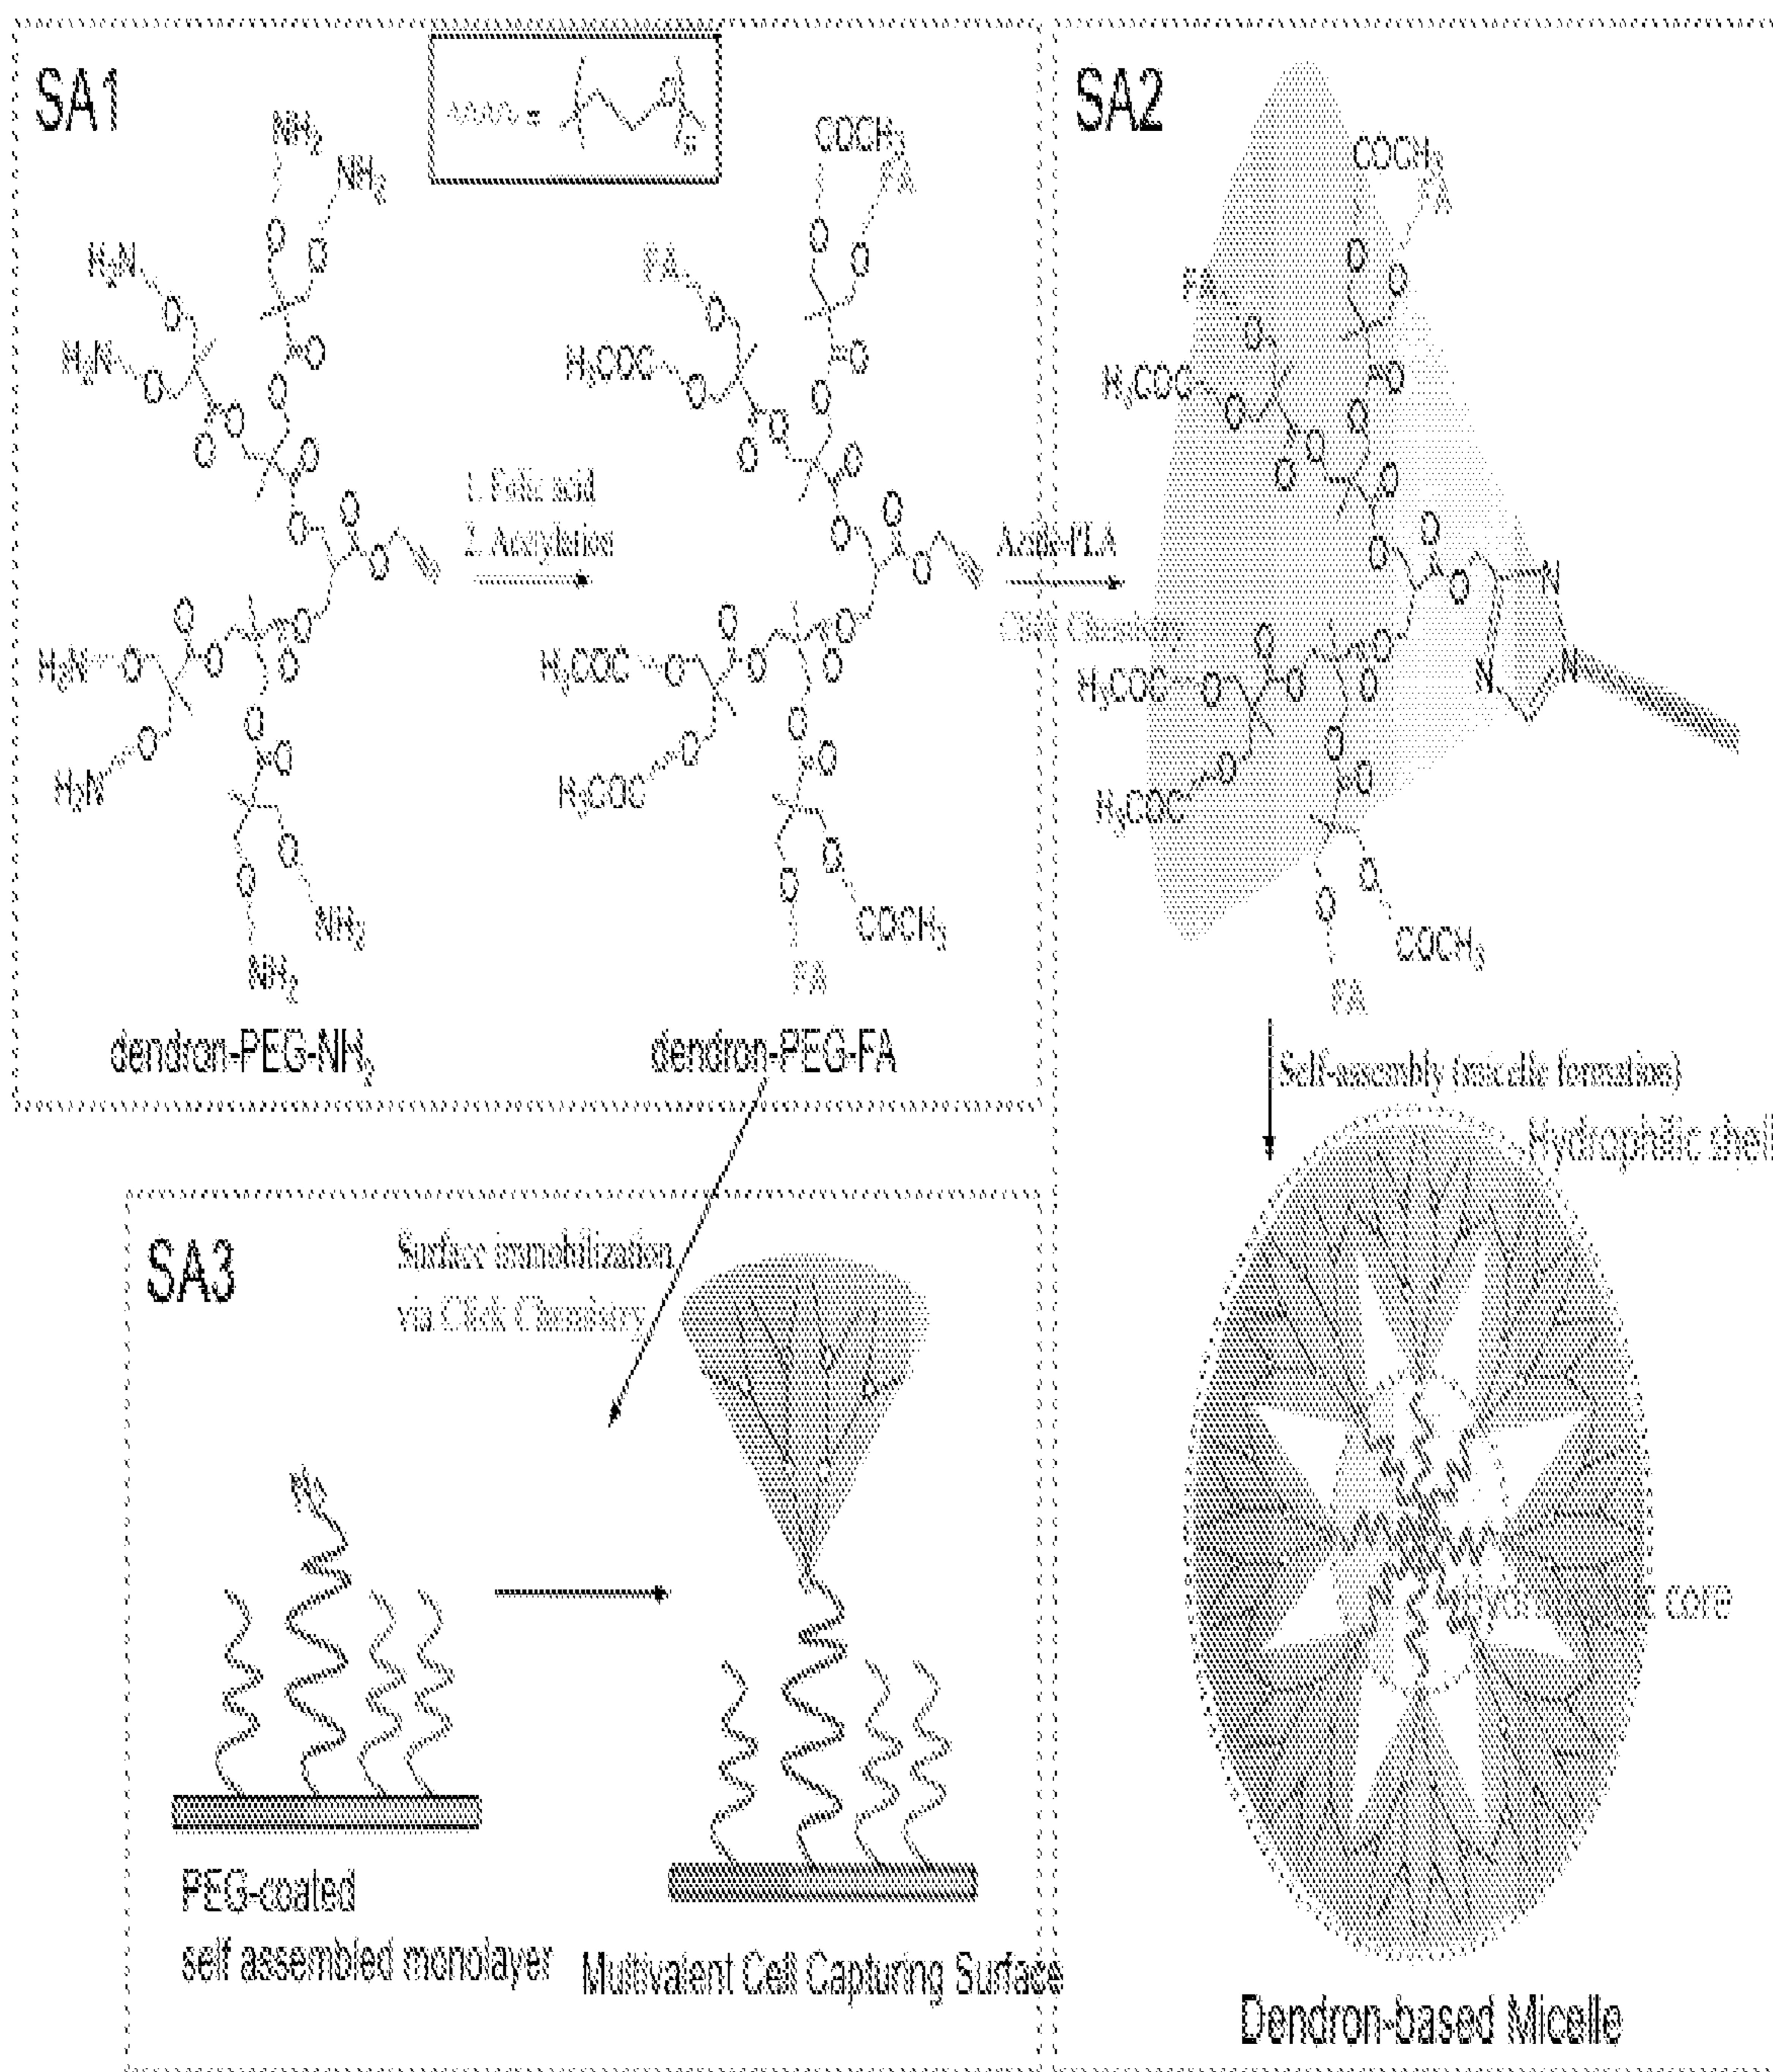 SA1
NH₂
NH₂
H₂N
H₂N
O
O
O
O
O
O
O
O
O
O
O
O
O
O
H₂N
O
O
O
O
H₂N
O
O
O
O
O
NH₂
NH₂
dendron-PEG-NH₂
1. Folic acid
2. Acetylation
COCH₃
FA
FA
H₃COC
O
O
O
O
O
O
O
O
O
O
O
O
O
O
H₃COC
O
O
O
O
H₃COC
O
O
O
O
O
COCH₃
FA
dendron-PEG-FA
Azide-PLA
Click Chemistry
SA2
COCH₃
FA
FA
H₃COC
O
O
O
O
O
O
O
O
O
O
O
O
O
O
N
N
N
H₃COC
O
O
O
O
H₃COC
O
O
O
O
O
COCH₃
FA
Self-assembly (micelle formation)
Hydrophilic shell
core
Dendron-based Micelle
SA3
Surface immobilization
via Click Chemistry
N₃
PEG-coated
self assembled monolayer
Multivalent Cell Capturing Surface